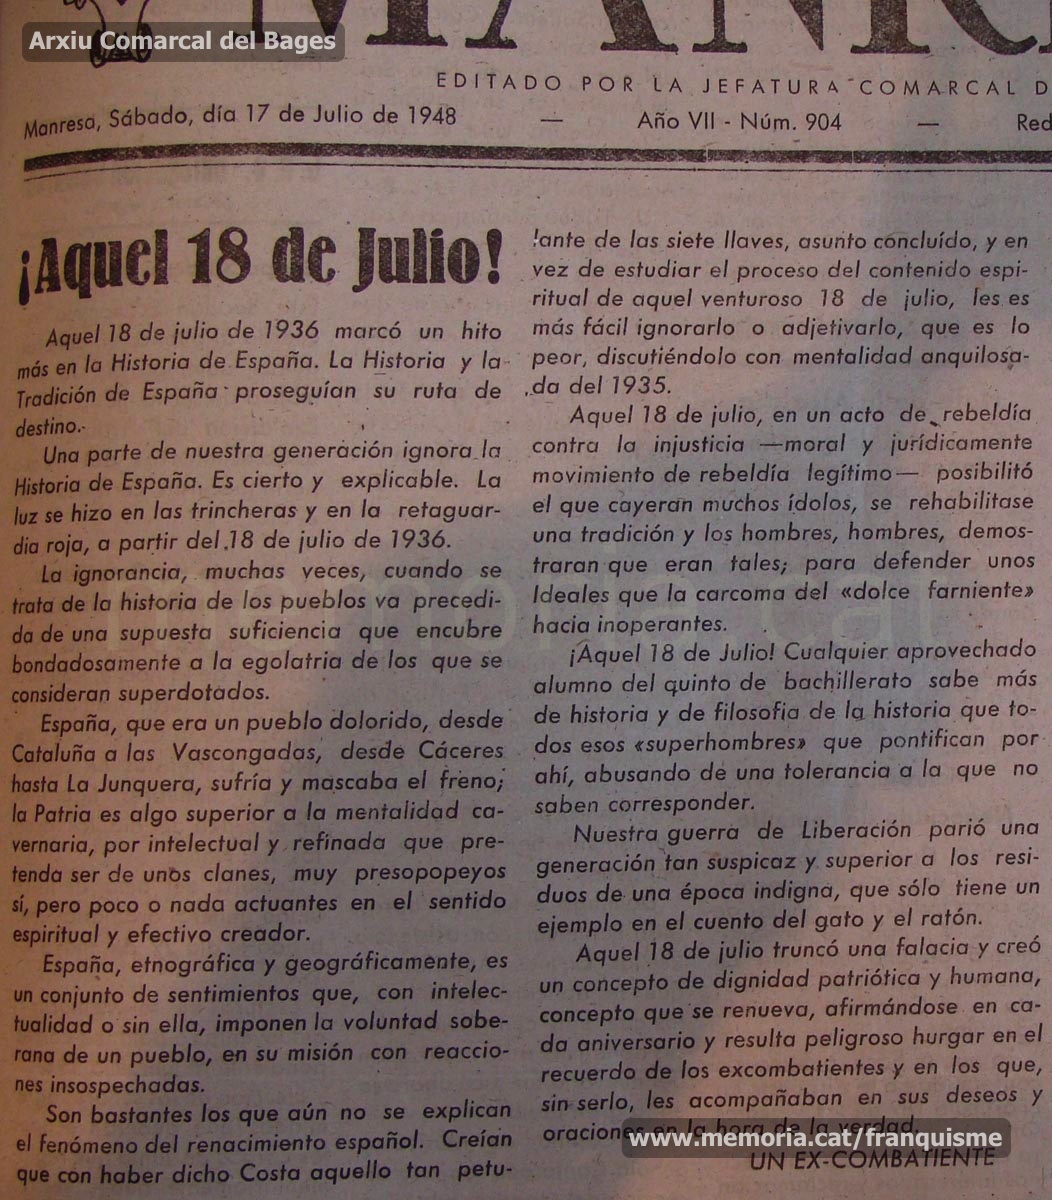 Arxiu Comarcal del Bages
EDITADO POR LA JEFATURA COMARCAL D
Manresa, Sábado, día 17 de Julio de 1948 — Año VII - Núm. 904 — Red
¡Aquel 18 de Julio!
Aquel 18 de julio de 1936 marcó un hito
más en la Historia de España. La Historia y la
Tradición de España proseguían su ruta de
destino.
Una parte de nuestra generación ignora la
Historia de España. Es cierto y explicable. La
luz se hizo en las trincheras y en la retaguar-
dia roja, a partir del 18 de julio de 1936.
La ignorancia, muchas veces, cuando se
trata de la historia de los pueblos va precedi-
da de una supuesta suficiencia que encubre
bondadosamente a la egolatria de los que se
consideran superdotados.
España, que era un pueblo dolorido, desde
Cataluña a las Vascongadas, desde Cáceres
hasta La Junquera, sufría y mascaba el freno;
la Patria es algo superior a la mentalidad ca-
vernaria, por intelectual y refinada que pre-
tenda ser de unos clanes, muy presopopeyos
sí, pero poco o nada actuantes en el sentido
espiritual y efectivo creador.
España, etnográfica y geográficamente, es
un conjunto de sentimientos que, con intelec-
tualidad o sin ella, imponen la voluntad sobe-
rana de un pueblo, en su misión con reaccio-
nes insospechadas.
Son bastantes los que aún no se explican
el fenómeno del renacimiento español. Creían
que con haber dicho Costa aquello tan petu-
lante de las siete llaves, asunto concluído, y en
vez de estudiar el proceso del contenido espi-
ritual de aquel venturoso 18 de julio, les es
más fácil ignorarlo o adjetivarlo, que es lo
peor, discutiéndolo con mentalidad anquilosa-
da del 1935.
Aquel 18 de julio, en un acto de rebeldía
contra la injusticia —moral y jurídicamente
movimiento de rebeldía legítimo— posibilitó
el que cayeran muchos ídolos, se rehabilitase
una tradición y los hombres, hombres, demos-
traran que eran tales; para defender unos
Ideales que la carcoma del «dolce farniente»
hacia inoperantes.
¡Aquel 18 de Julio! Cualquier aprovechado
alumno del quinto de bachillerato sabe más
de historia y de filosofia de la historia que to-
dos esos «superhombres» que pontifican por
ahí, abusando de una tolerancia a la que no
saben corresponder.
Nuestra guerra de Liberación parió una
generación tan suspicaz y superior a los resi-
duos de una época indigna, que sólo tiene un
ejemplo en el cuento del gato y el ratón.
Aquel 18 de julio truncó una falacia y creó
un concepto de dignidad patriótica y humana,
concepto que se renueva, afirmándose en ca-
da aniversario y resulta peligroso hurgar en el
recuerdo de los excombatientes y en los que,
sin serlo, les acompañaban en sus deseos y
oraciones en la hora de la verdad.
www.memoria.cat/franquisme
UN EX-COMBATIENTE